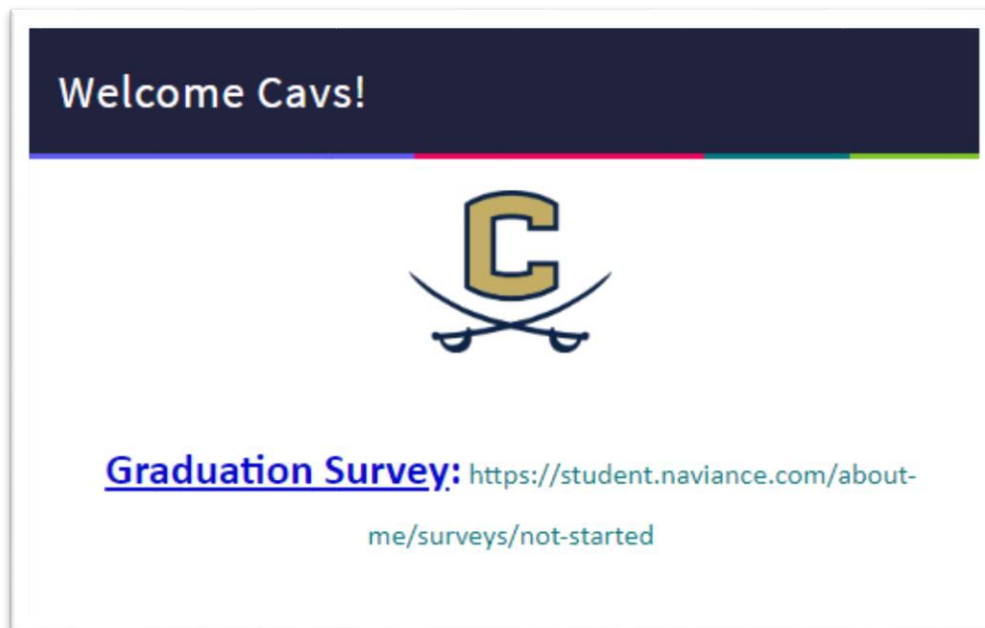 Welcome Cavs!
C
Graduation Survey: https://student.naviance.com/about-
me/surveys/not-started